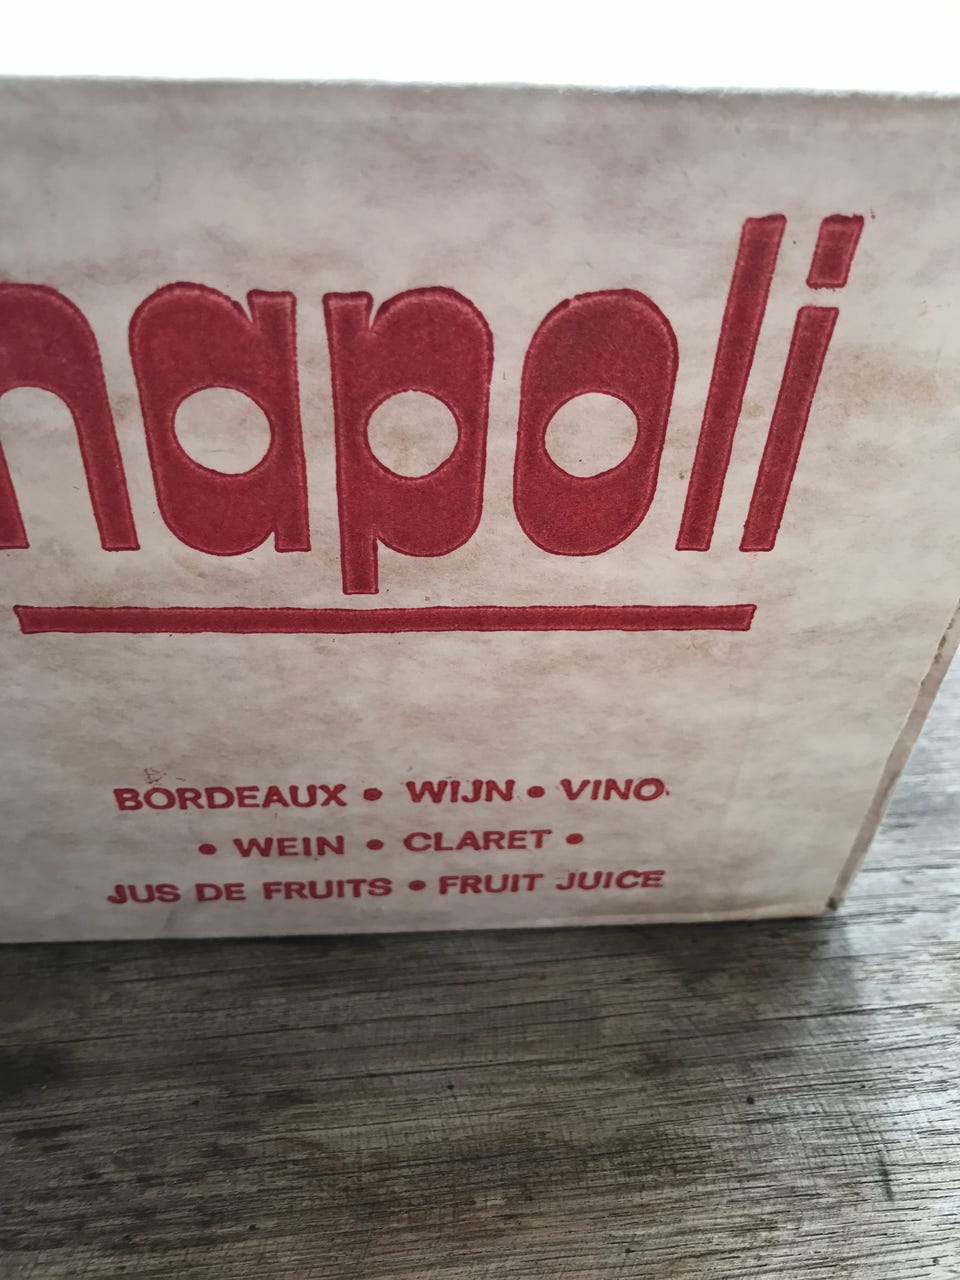 napoli
BORDEAUX • WIJN • VINO
• WEIN • CLARET •
JUS DE FRUITS • FRUIT JUICE